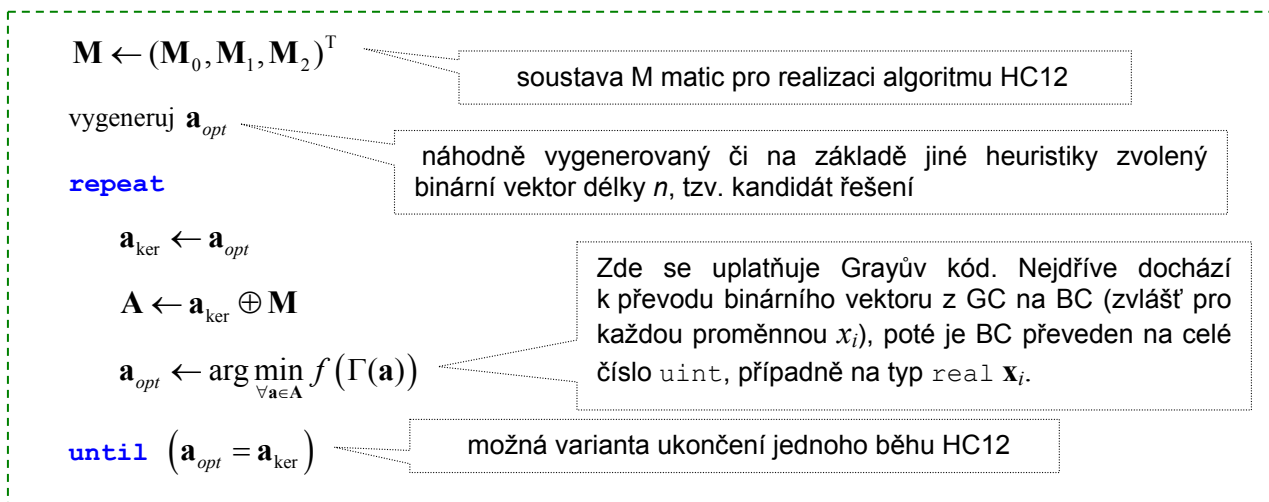 M ← (M₀, M₁, M₂)ᵀ
soustava M matic pro realizaci algoritmu HC12
vygeneruj a_opt
náhodně vygenerovaný či na základě jiné heuristiky zvolený
binární vektor délky n, tzv. kandidát řešení
repeat
a_ker ← a_opt
Zde se uplatňuje Grayův kód. Nejdříve dochází
k převodu binárního vektoru z GC na BC (zvlášť pro
každou proměnnou x_i), poté je BC převeden na celé
číslo uint, případně na typ real x_i.
A ← a_ker ⊕ M
a_opt ← arg min_{∀a∈A} f(Γ(a))
until (a_opt = a_ker)
možná varianta ukončení jednoho běhu HC12